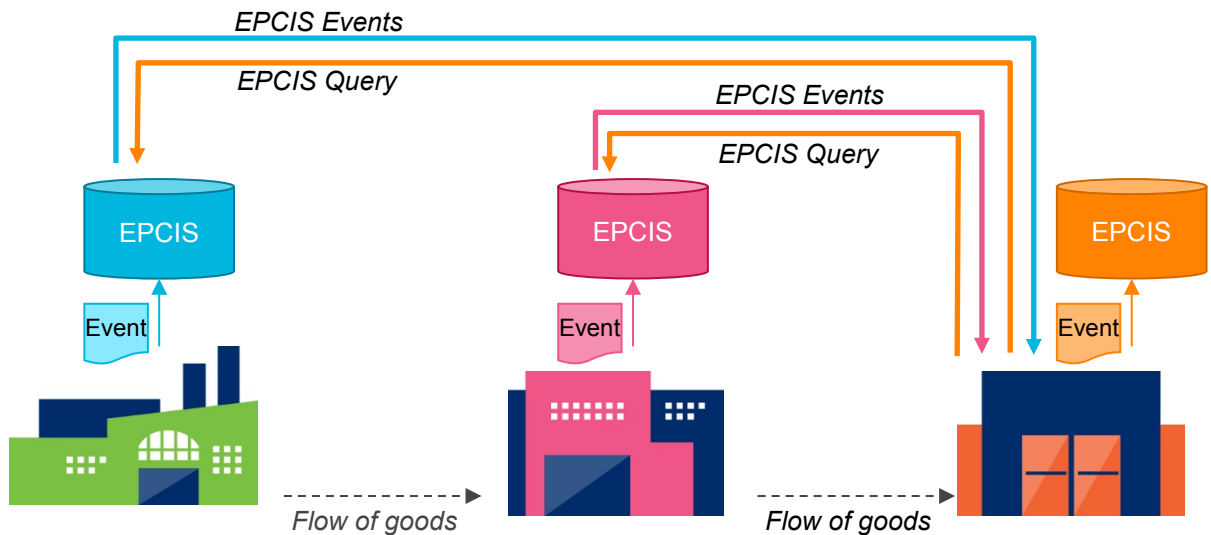 EPCIS Events
EPCIS Query
EPCIS Events
EPCIS Query
EPCIS
EPCIS
EPCIS
Event
Event
Event
Flow of goods
Flow of goods